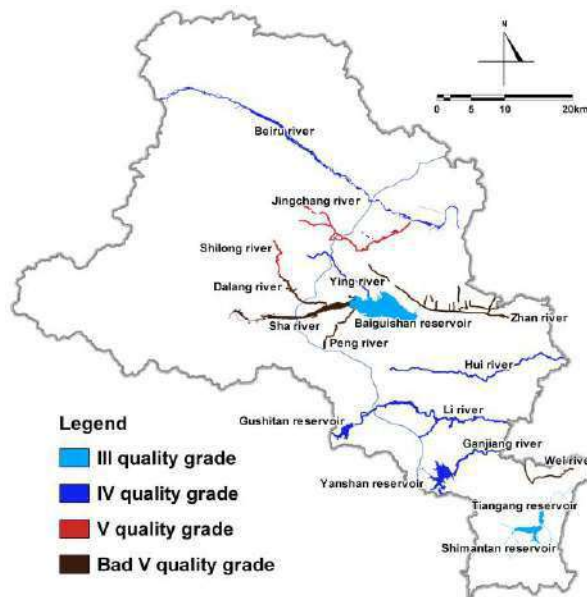 N
0 5 10 20km
Beiru river
Jingchang river
Shilong river
Dalang river
Ying river
Sha river
Baiguishan reservoir
Zhan river
Peng river
Hui river
Gushitan reservoir
Li river
Ganjiang river
Yanshan reservoir
Wei river
Tiangang reservoir
Shimantan reservoir
Legend
III quality grade
IV quality grade
V quality grade
Bad V quality grade